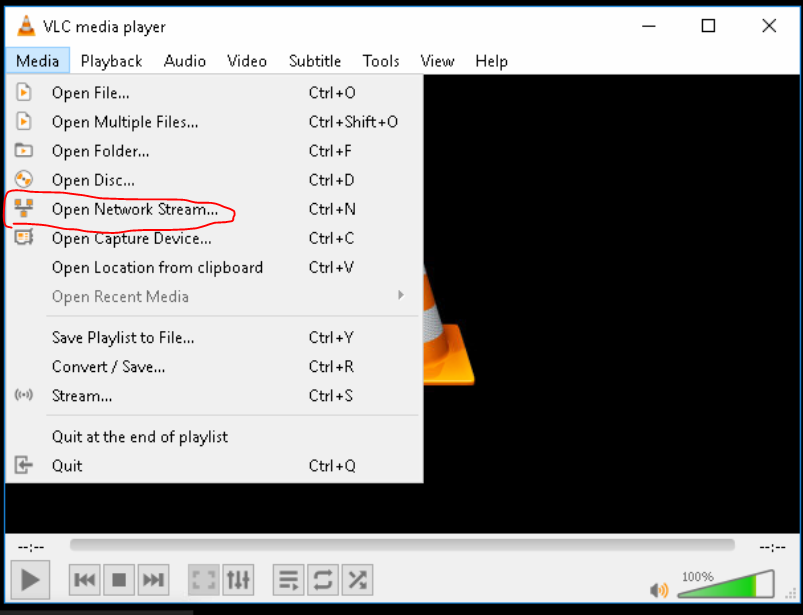 VLC media player
Media Playback Audio Video Subtitle Tools View Help
Open File... Ctrl+O
Open Multiple Files... Ctrl+Shift+O
Open Folder... Ctrl+F
Open Disc... Ctrl+D
Open Network Stream... Ctrl+N
Open Capture Device... Ctrl+C
Open Location from clipboard Ctrl+V
Open Recent Media
Save Playlist to File... Ctrl+Y
Convert / Save... Ctrl+R
Stream... Ctrl+S
Quit at the end of playlist
Quit Ctrl+Q
--:-- --:--
100%